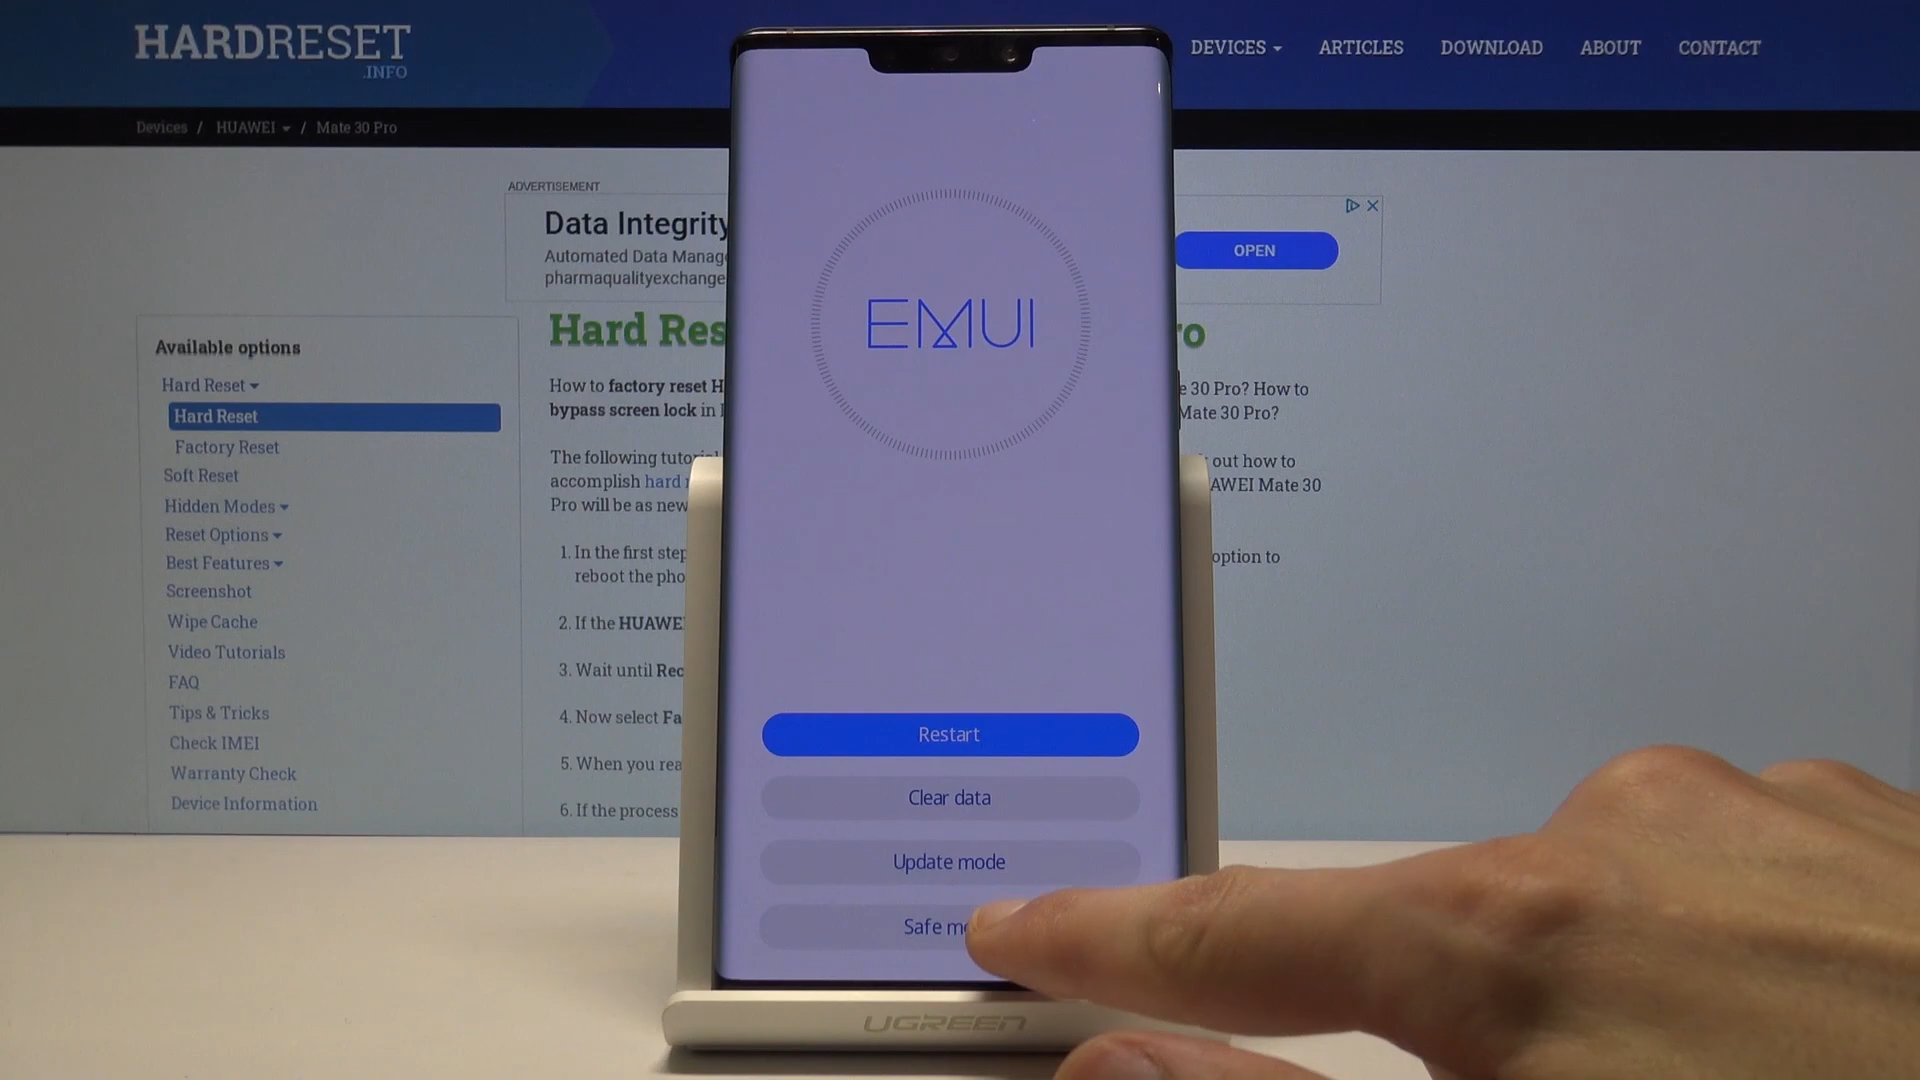 HARDRESET
.INFO
DEVICES
ARTICLES
DOWNLOAD
ABOUT
CONTACT
Devices / HUAWEI / Mate 30 Pro
ADVERTISEMENT
Data Integrity
Automated Data Manage
pharmaqualityexchange
OPEN
Available options
Hard Reset
Hard Reset
Factory Reset
Soft Reset
Hidden Modes
Reset Options
Best Features
Screenshot
Wipe Cache
Video Tutorials
FAQ
Tips & Tricks
Check IMEI
Warranty Check
Device Information
Hard Res
ro
How to factory reset H
e 30 Pro? How to
bypass screen lock in
Mate 30 Pro?
The following tutorial
out how to
accomplish hard
AWEI Mate 30
Pro will be as new
1. In the first step
option to
reboot the pho
2. If the HUAWE
3. Wait until Rec
4. Now select Fa
5. When you rea
6. If the process
EMUI
Restart
Clear data
Update mode
Safe mo
UGREEN